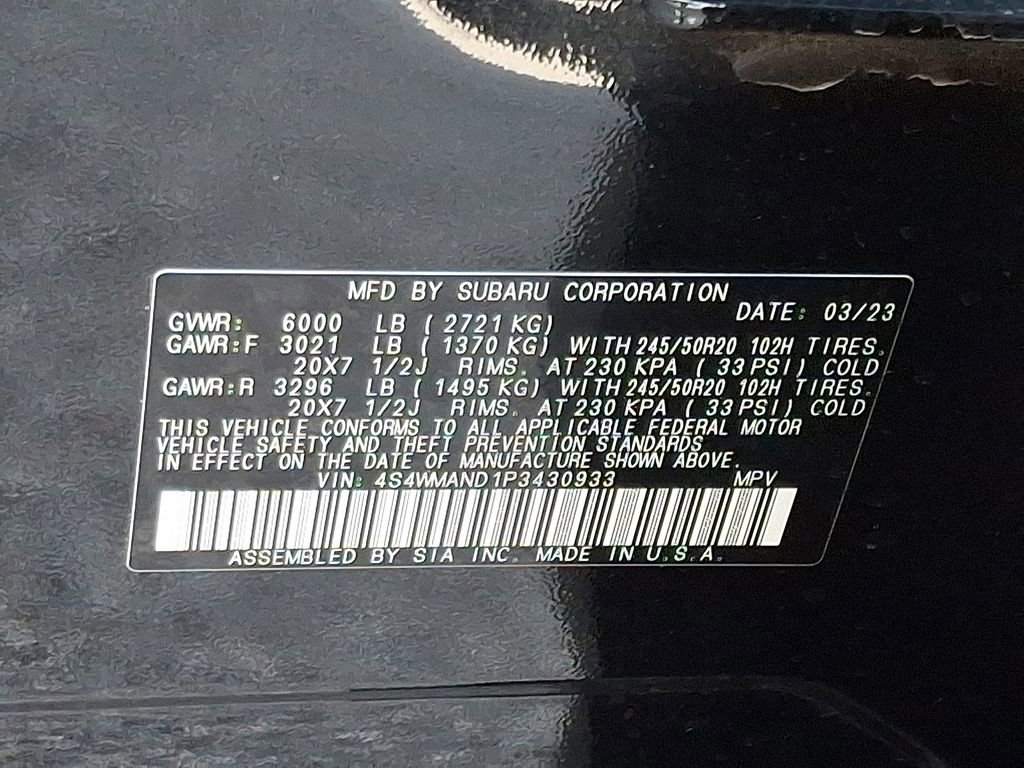 MFD BY SUBARU CORPORATION
DATE: 03/23
GVWR: 6000 LB ( 2721 KG)
GAWR:F 3021 LB ( 1370 KG) WITH 245/50R20 102H TIRES.
20X7 1/2J RIMS. AT 230 KPA ( 33 PSI) COLD
GAWR:R 3296 LB ( 1495 KG) WITH 245/50R20 102H TIRES.
20X7 1/2J RIMS. AT 230 KPA ( 33 PSI) COLD
THIS VEHICLE CONFORMS TO ALL APPLICABLE FEDERAL MOTOR
VEHICLE SAFETY AND THEFT PREVENTION STANDARDS
IN EFFECT ON THE DATE OF MANUFACTURE SHOWN ABOVE.
VIN: 4S4WMAND1P3430933 MPV
ASSEMBLED BY SIA INC. MADE IN U.S.A.